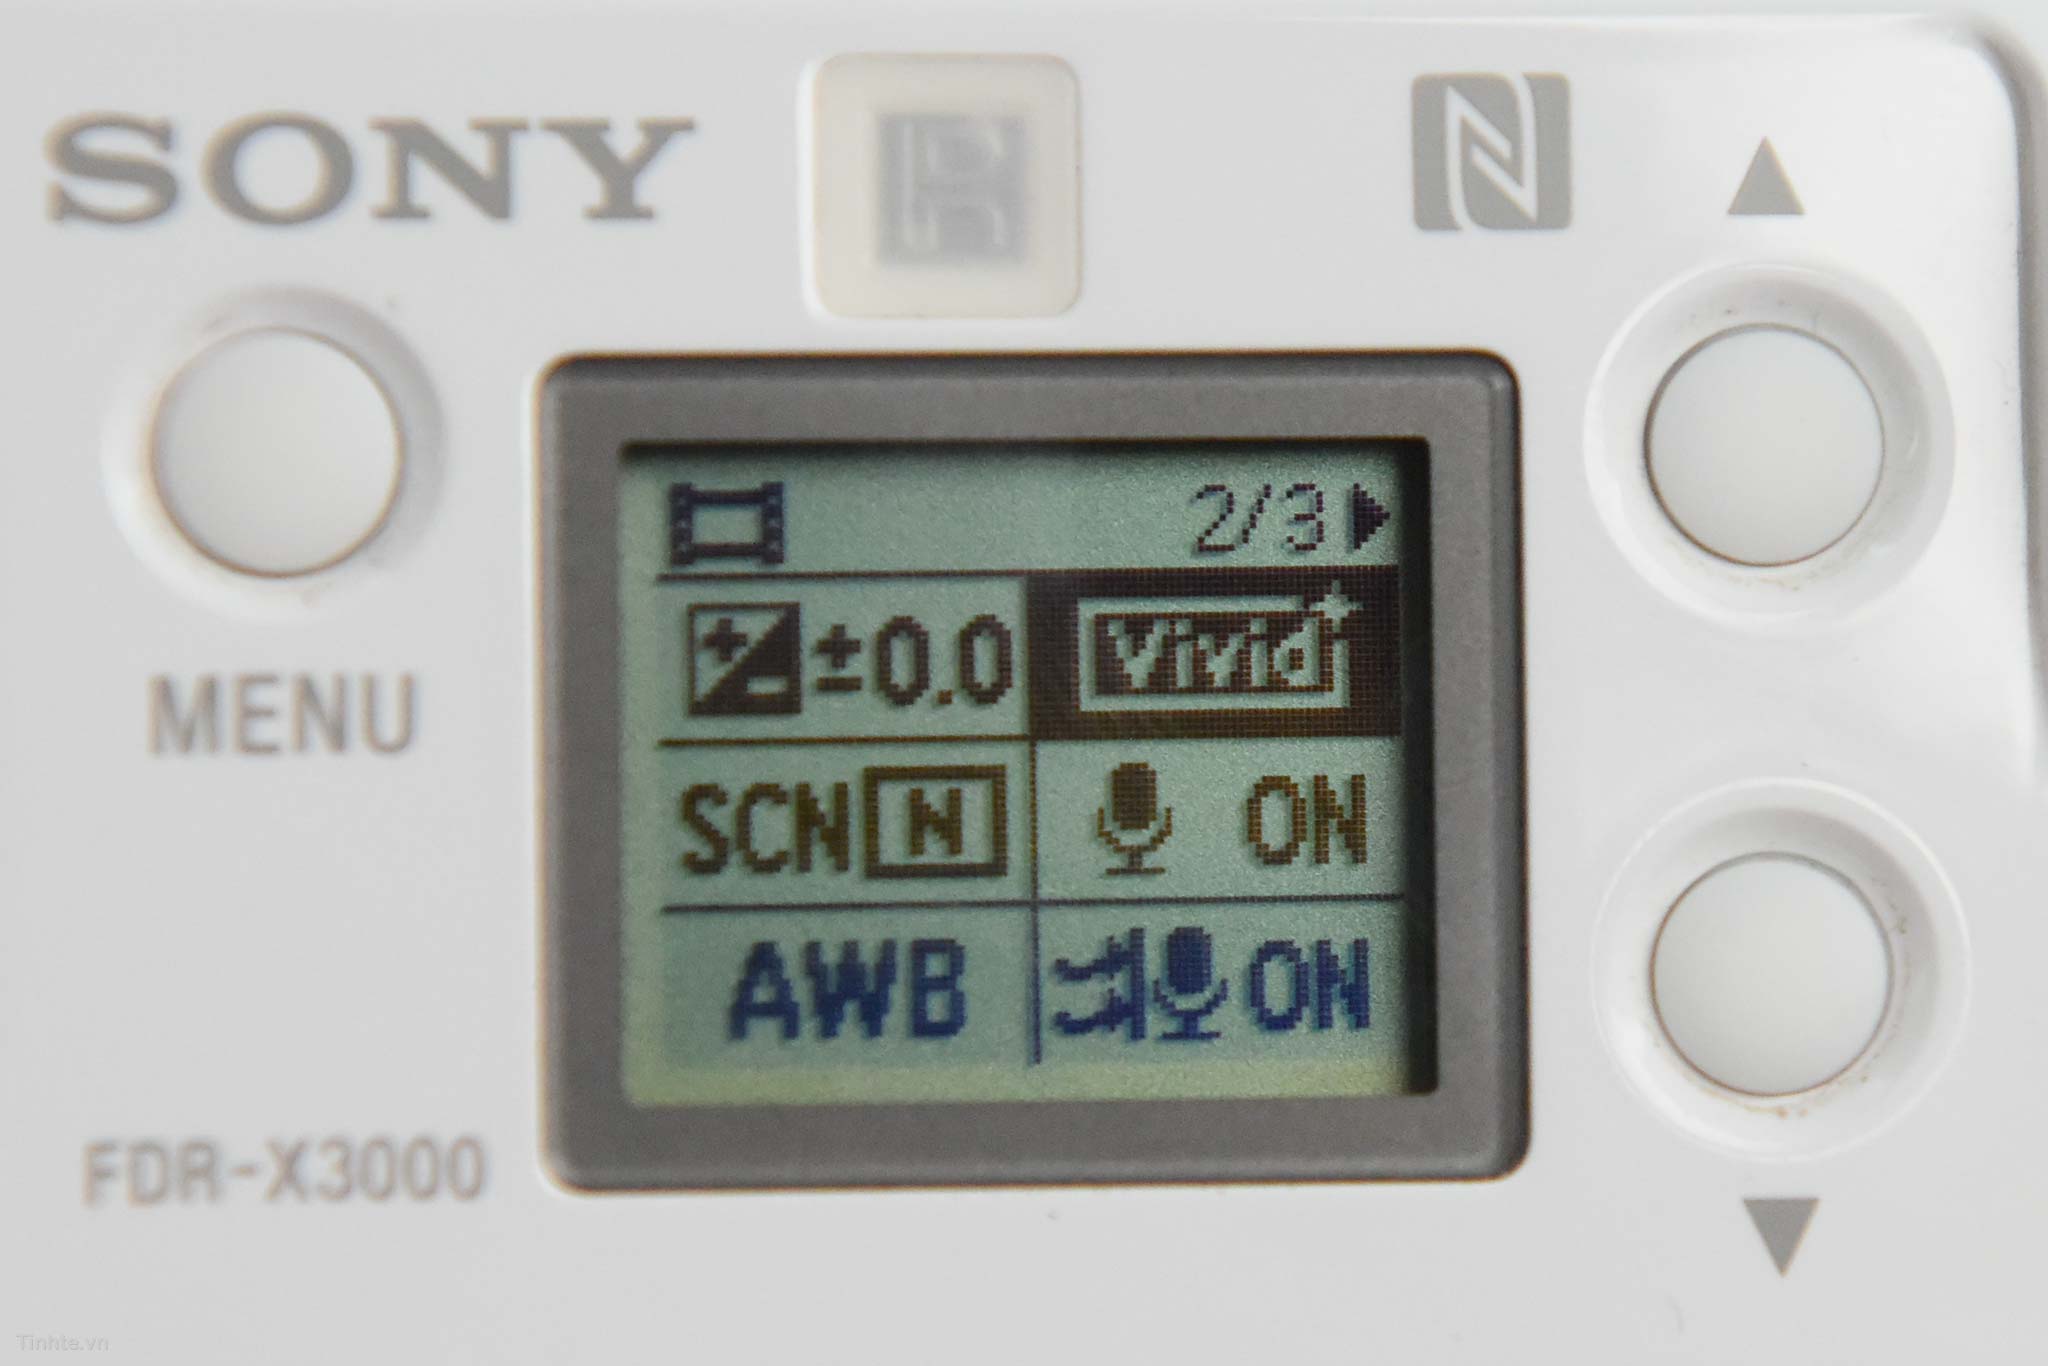 SONY
MENU
FDR-X3000
2/3
±0.0
Vivid
SCN N
ON
AWB
ON
Tinhte.vn